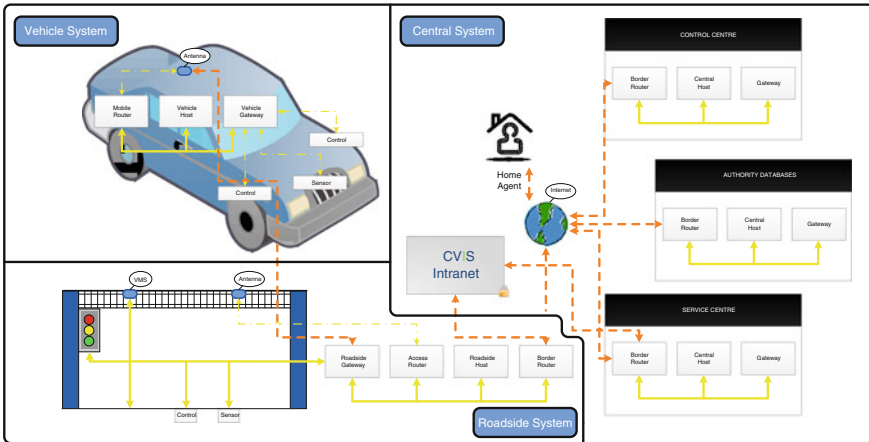 Vehicle System
Antenna
Mobile
Router
Vehicle
Host
Vehicle
Gateway
Control
Sensor
Control
Central System
CONTROL CENTRE
Border
Router
Central
Host
Gateway
Home
Agent
Internet
AUTHORITY DATABASES
Border
Router
Central
Host
Gateway
CVIS
Intranet
SERVICE CENTRE
Border
Router
Central
Host
Gateway
VMS
Antenna
Control
Sensor
Roadside
Gateway
Access
Router
Roadside
Host
Border
Router
Roadside System